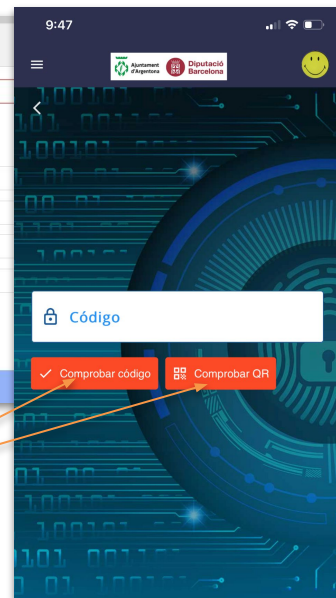 9:47
Ajuntament
d'Argentona
Diputació
Barcelona
Código
Comprobar código
Comprobar QR